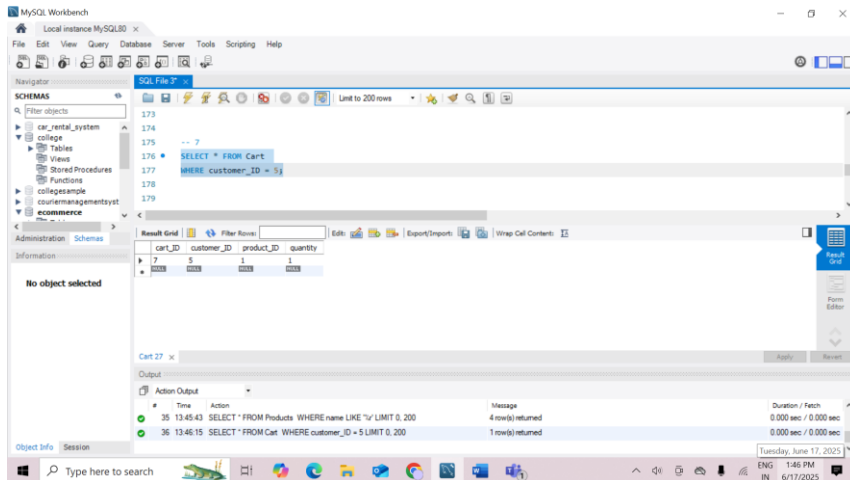 MySQL Workbench
Local instance MySQL80
File Edit View Query Database Server Tools Scripting Help
Navigator
SCHEMAS
Filter objects
car_rental_system
college
Tables
Views
Stored Procedures
Functions
collegesample
couriermanagementsyst
ecommerce
Administration Schemas
Information
No object selected
Object Info Session
SQL File 3*
Limit to 200 rows
173
174
175 -- 7
176 SELECT * FROM Cart
177 WHERE customer_ID = 5;
178
179
Result Grid Filter Rows: Edit: Export/Import: Wrap Cell Content:
cart_ID customer_ID product_ID quantity
7 5 1 1
NULL NULL NULL NULL
Result Grid
Form Editor
Cart 27
Apply Revert
Output
Action Output
# Time Action Message Duration / Fetch
35 13:45:43 SELECT * FROM Products WHERE name LIKE '%r' LIMIT 0, 200 4 row(s) returned 0.000 sec / 0.000 sec
36 13:46:15 SELECT * FROM Cart WHERE customer_ID = 5 LIMIT 0, 200 1 row(s) returned 0.000 sec / 0.000 sec
Tuesday, June 17, 2025
Type here to search
ENG
IN
1:46 PM
6/17/2025